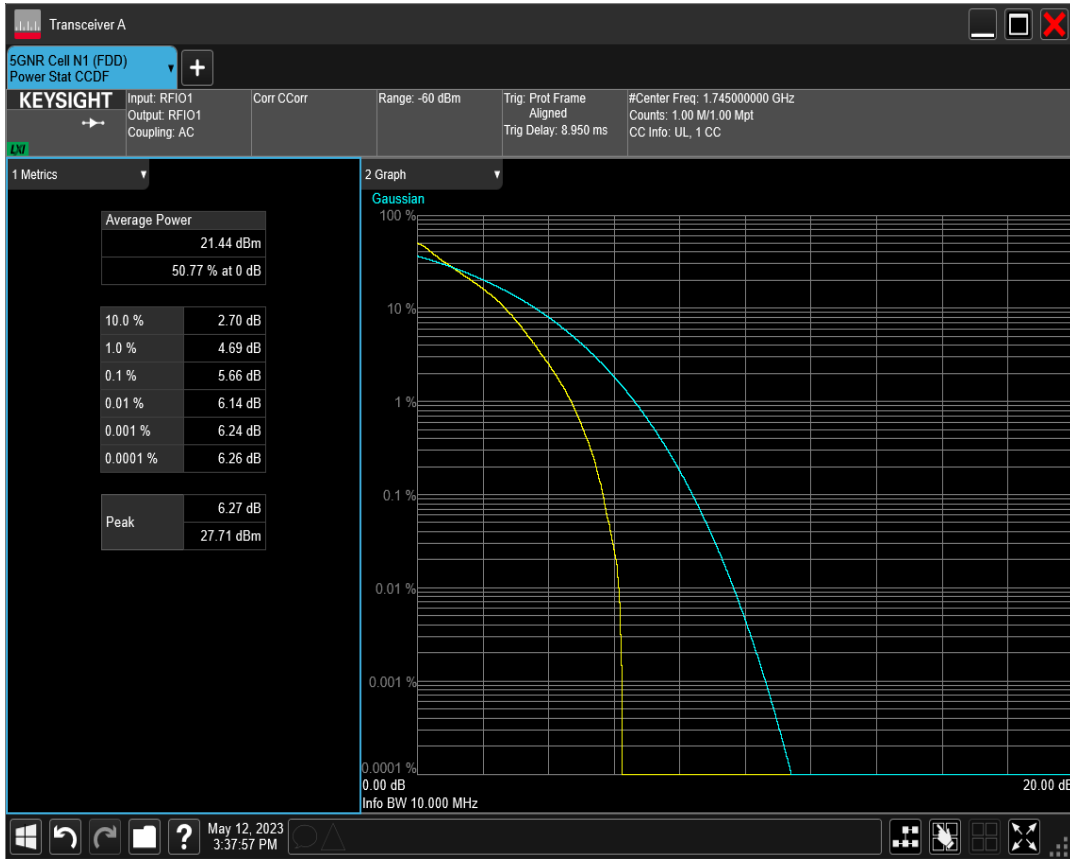 Transceiver A
5GNR Cell N1 (FDD)
Power Stat CCDF
+
KEYSIGHT
LXI
Input: RFIO1
Output: RFIO1
Coupling: AC
Corr CCorr
Range: -60 dBm
Trig: Prot Frame
Aligned
Trig Delay: 8.950 ms
#Center Freq: 1.745000000 GHz
Counts: 1.00 M/1.00 Mpt
CC Info: UL, 1 CC
1 Metrics
Average Power
21.44 dBm
50.77 % at 0 dB
10.0 % 2.70 dB
1.0 % 4.69 dB
0.1 % 5.66 dB
0.01 % 6.14 dB
0.001 % 6.24 dB
0.0001 % 6.26 dB
Peak
6.27 dB
27.71 dBm
2 Graph
Gaussian
100 %
10 %
1 %
0.1 %
0.01 %
0.001 %
0.0001 %
0.00 dB
20.00 dB
Info BW 10.000 MHz
?
May 12, 2023
3:37:57 PM